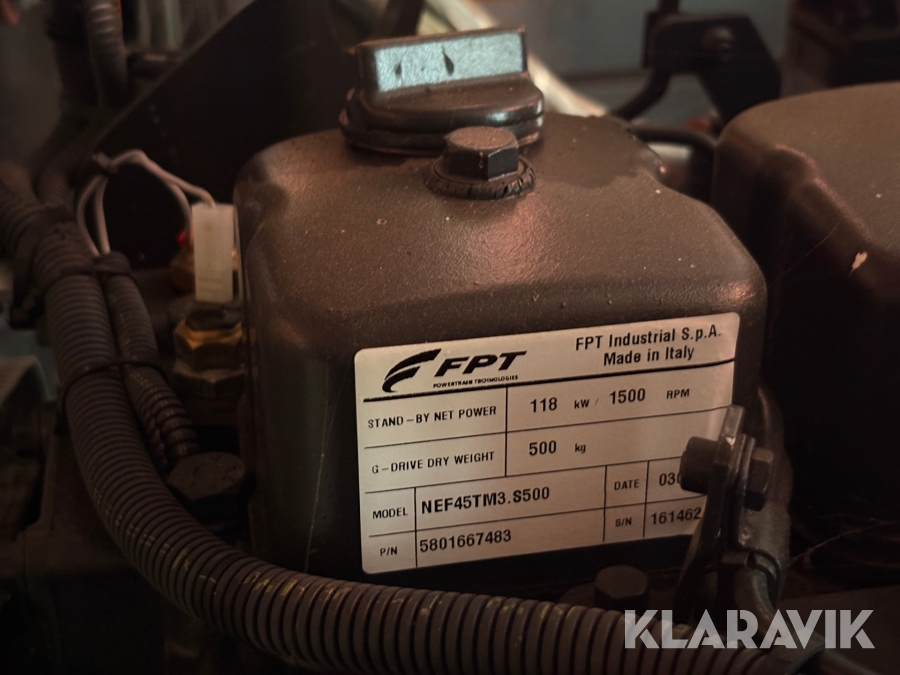 FPT
POWERTRAIN TECHNOLOGIES
FPT Industrial S.p.A.
Made in Italy
STAND-BY NET POWER 118 kW / 1500 RPM
G-DRIVE DRY WEIGHT 500 kg
MODEL NEF45TM3.S500 DATE
P/N 5801667483 S/N 161462
KLARAVIK